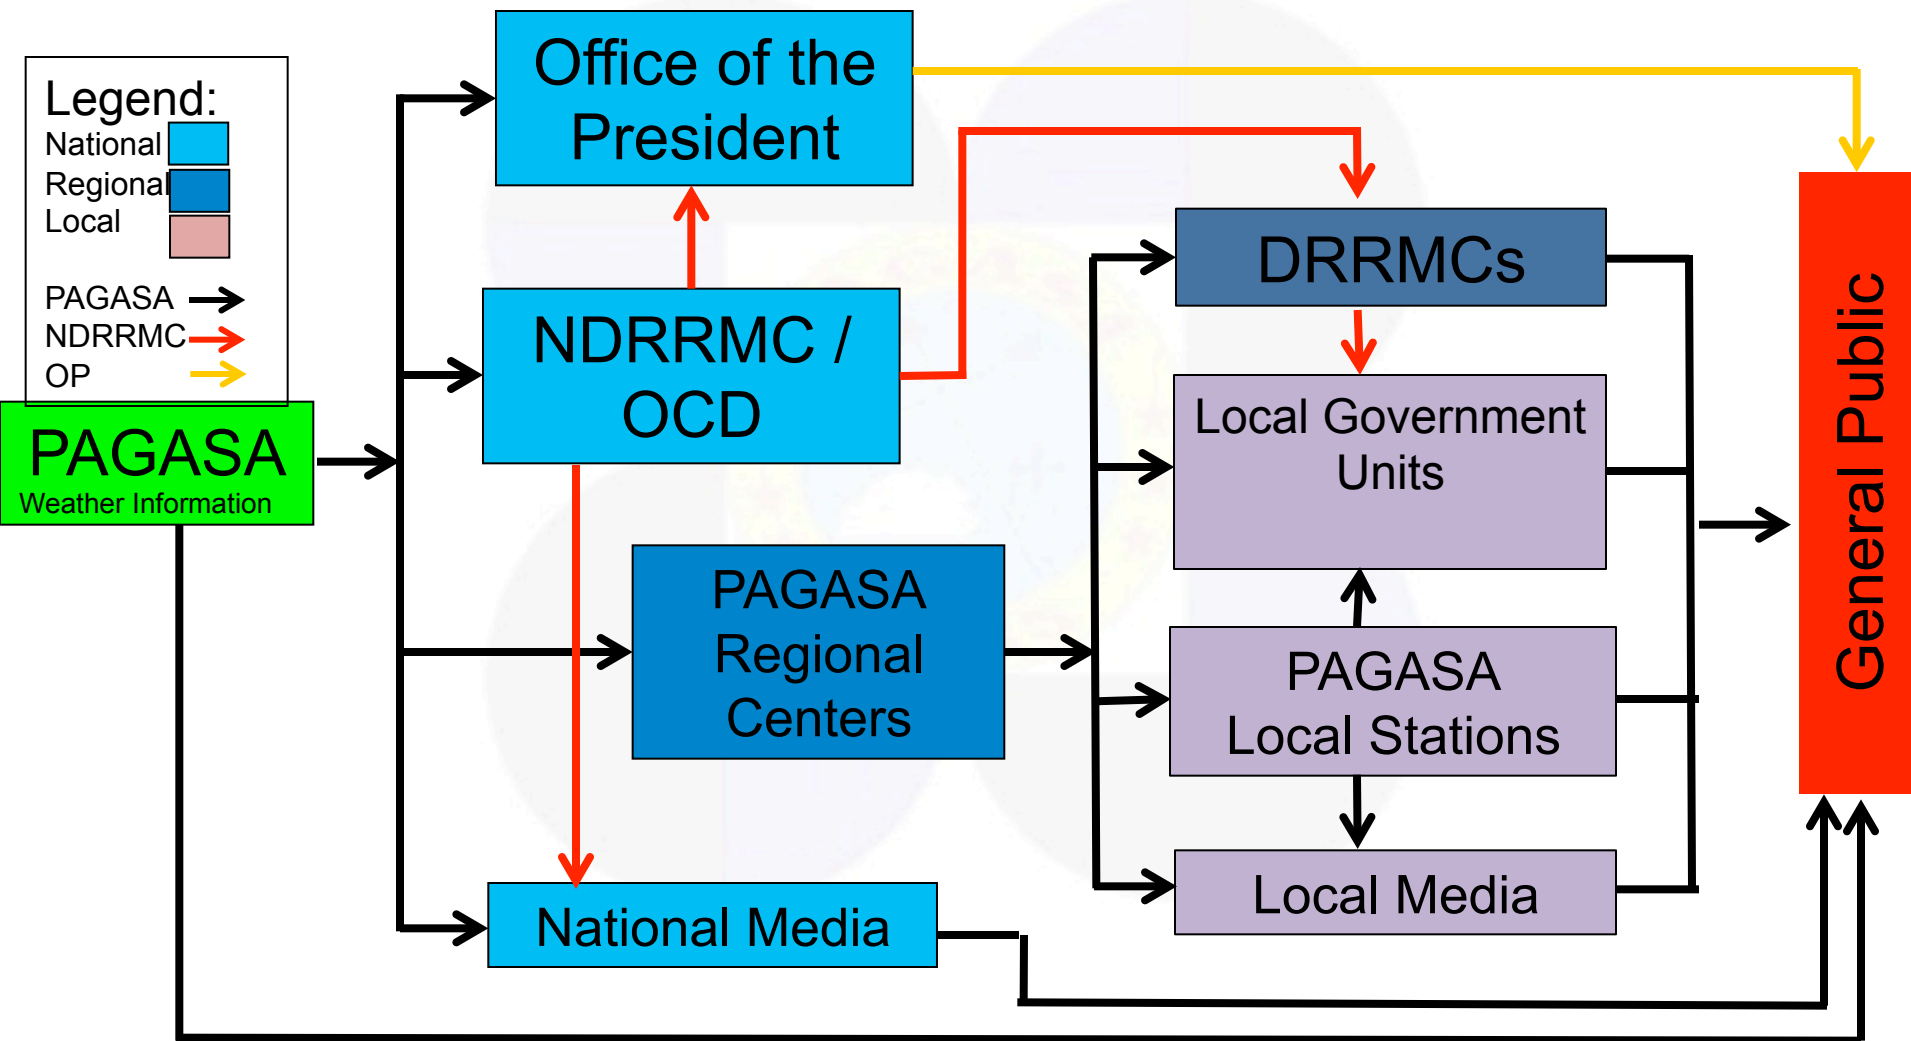 Legend:
National
Regional
Local
PAGASA
NDRRMC
OP
PAGASA
Weather Information
Office of the
President
NDRRMC /
OCD
PAGASA
Regional
Centers
National Media
DRRMCs
Local Government
Units
PAGASA
Local Stations
Local Media
General Public